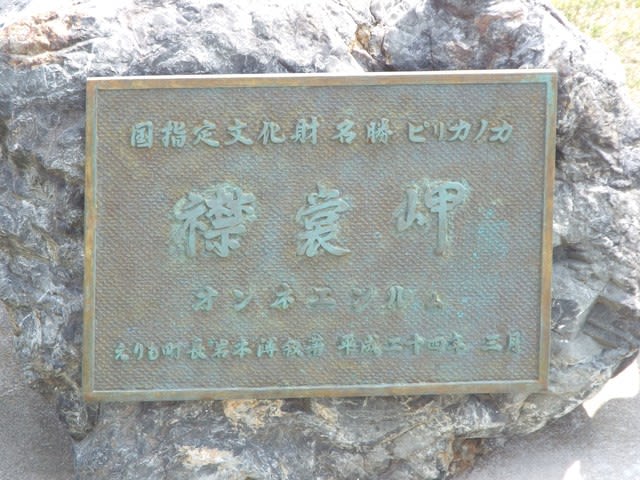 国指定文化財 名勝 ピリカノカ
襟裳岬
オンネエンルム
えりも町長 岩本溥叙書 平成二十四年 三月